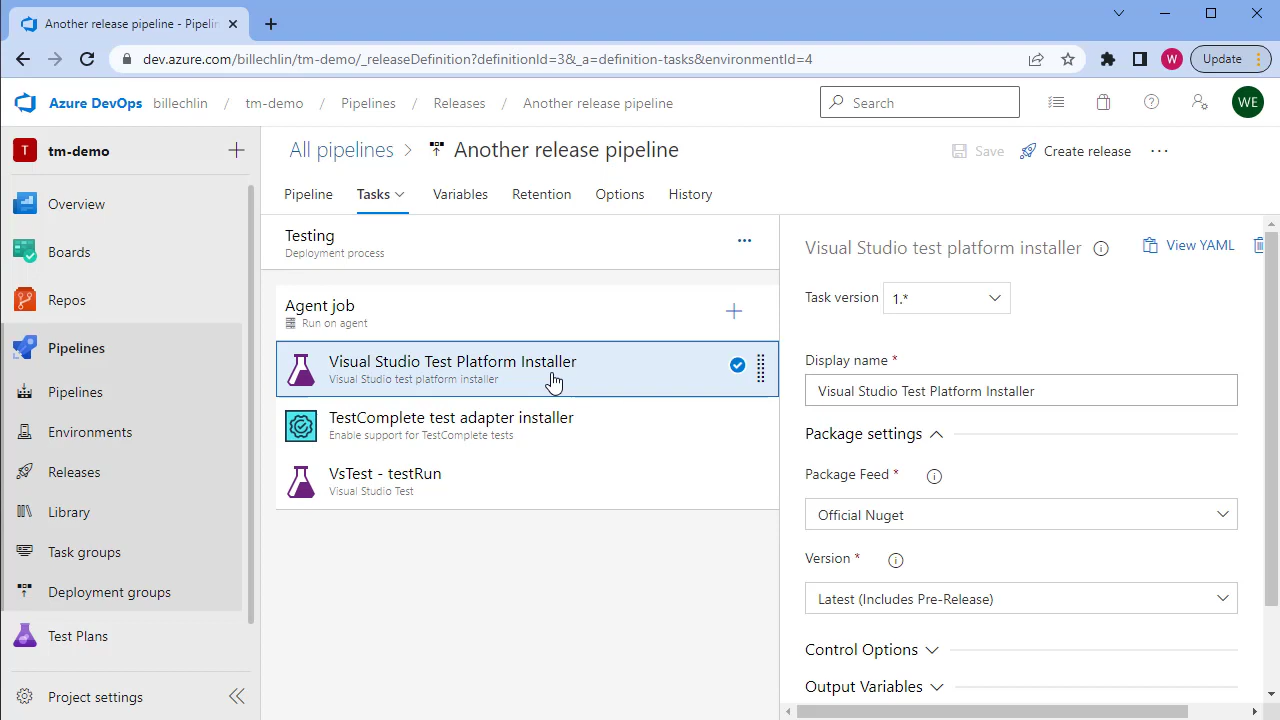 Another release pipeline - Pipelin
dev.azure.com/billechlin/tm-demo/_releaseDefinition?definitionId=3&_a=definition-tasks&environmentId=4
W
Update
Azure DevOps
billechlin / tm-demo / Pipelines / Releases / Another release pipeline
Search
WE
T
tm-demo
Overview
Boards
Repos
Pipelines
Pipelines
Environments
Releases
Library
Task groups
Deployment groups
Test Plans
Project settings
All pipelines > Another release pipeline
Save
Create release
Pipeline
Tasks
Variables
Retention
Options
History
Testing
Deployment process
Agent job
Run on agent
Visual Studio Test Platform Installer
Visual Studio test platform installer
TestComplete test adapter installer
Enable support for TestComplete tests
VsTest - testRun
Visual Studio Test
Visual Studio test platform installer
View YAML
Task version
1.*
Display name *
Visual Studio Test Platform Installer
Package settings
Package Feed *
Official Nuget
Version *
Latest (Includes Pre-Release)
Control Options
Output Variables